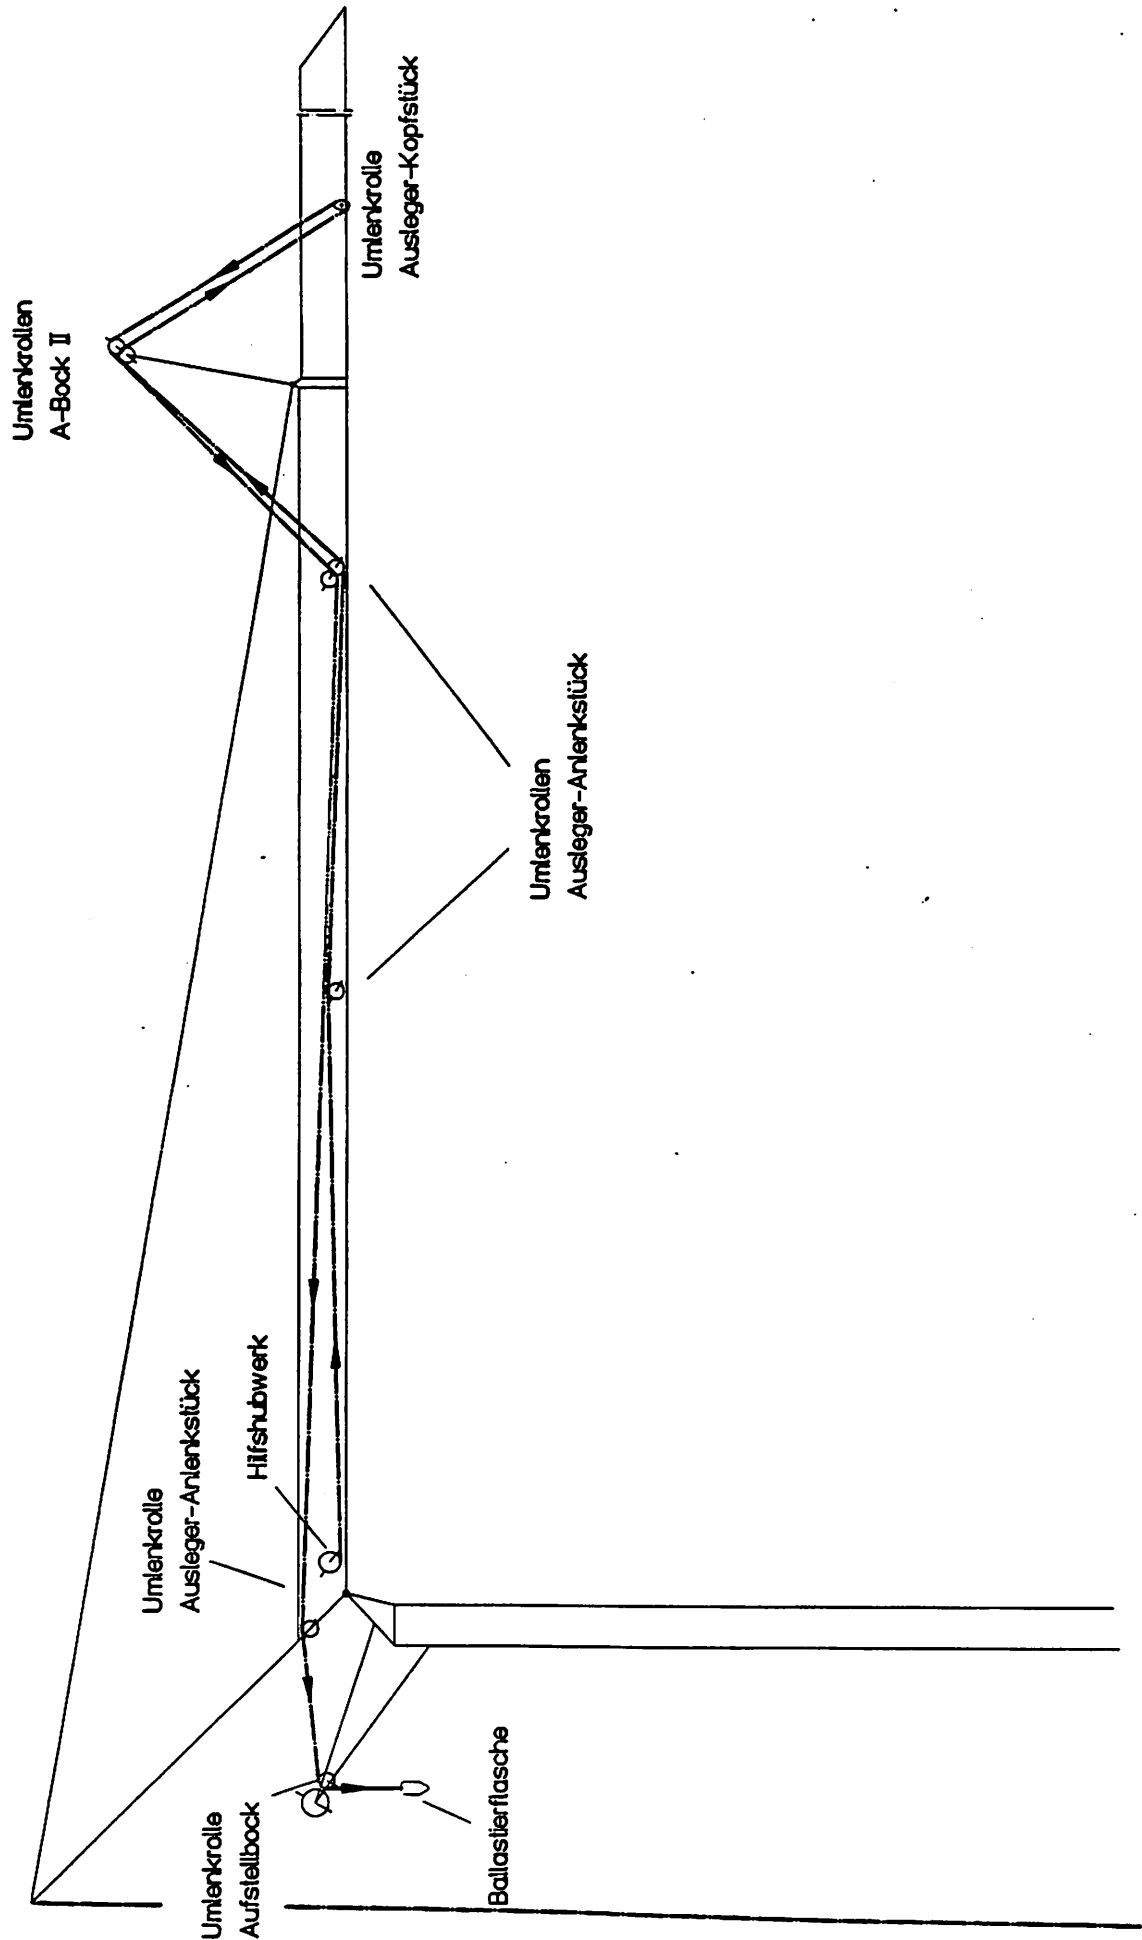 Umlenkrollen
A-Bock II
Umlenkrolle
Ausleger-Kopfstück
Umlenkrollen
Ausleger-Anlenkstück
Umlenkrolle
Ausleger-Anlenkstück
Hilfshubwerk
Umlenkrolle
Aufstellbock
Ballastierflasche